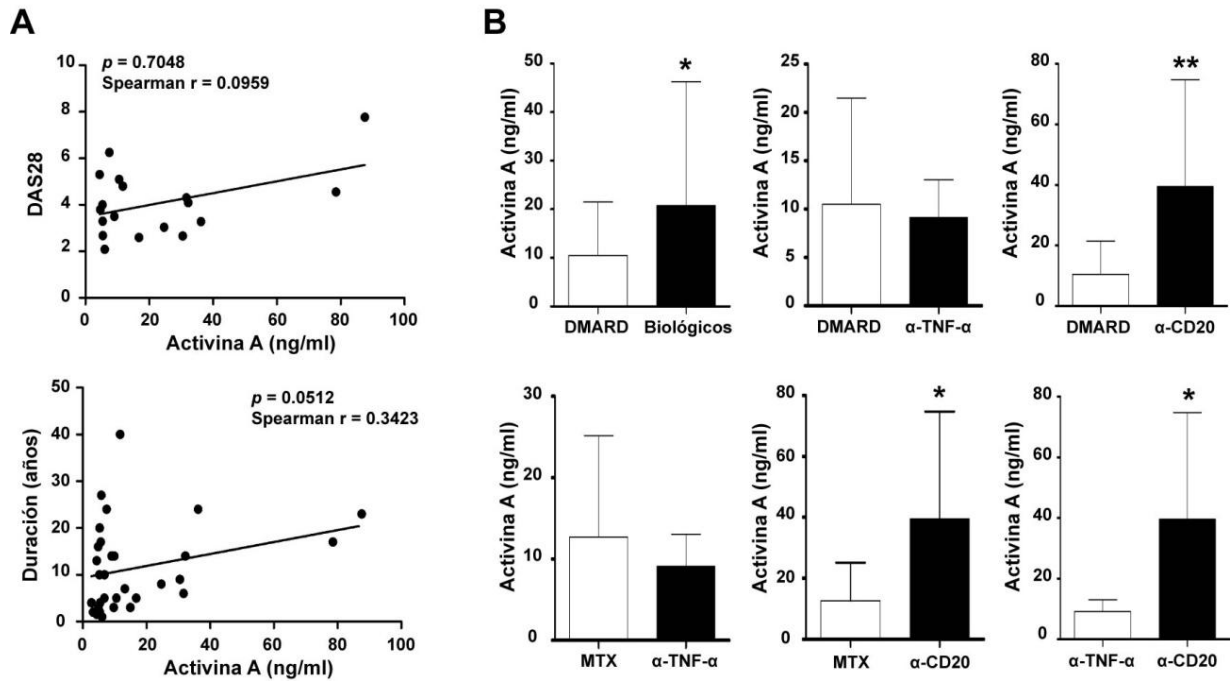 A
p = 0.7048
Spearman r = 0.0959
DAS28
10
8
6
4
2
0
0 20 40 60 80 100
Activina A (ng/ml)
p = 0.0512
Spearman r = 0.3423
Duración (años)
50
40
30
20
10
0
0 20 40 60 80 100
Activina A (ng/ml)
B
Activina A (ng/ml)
50
40
30
20
10
0
*
DMARD Biológicos
Activina A (ng/ml)
25
20
15
10
5
0
DMARD α-TNF-α
Activina A (ng/ml)
80
60
40
20
0
**
DMARD α-CD20
Activina A (ng/ml)
30
20
10
0
MTX α-TNF-α
Activina A (ng/ml)
80
60
40
20
0
*
MTX α-CD20
Activina A (ng/ml)
80
60
40
20
0
*
α-TNF-α α-CD20